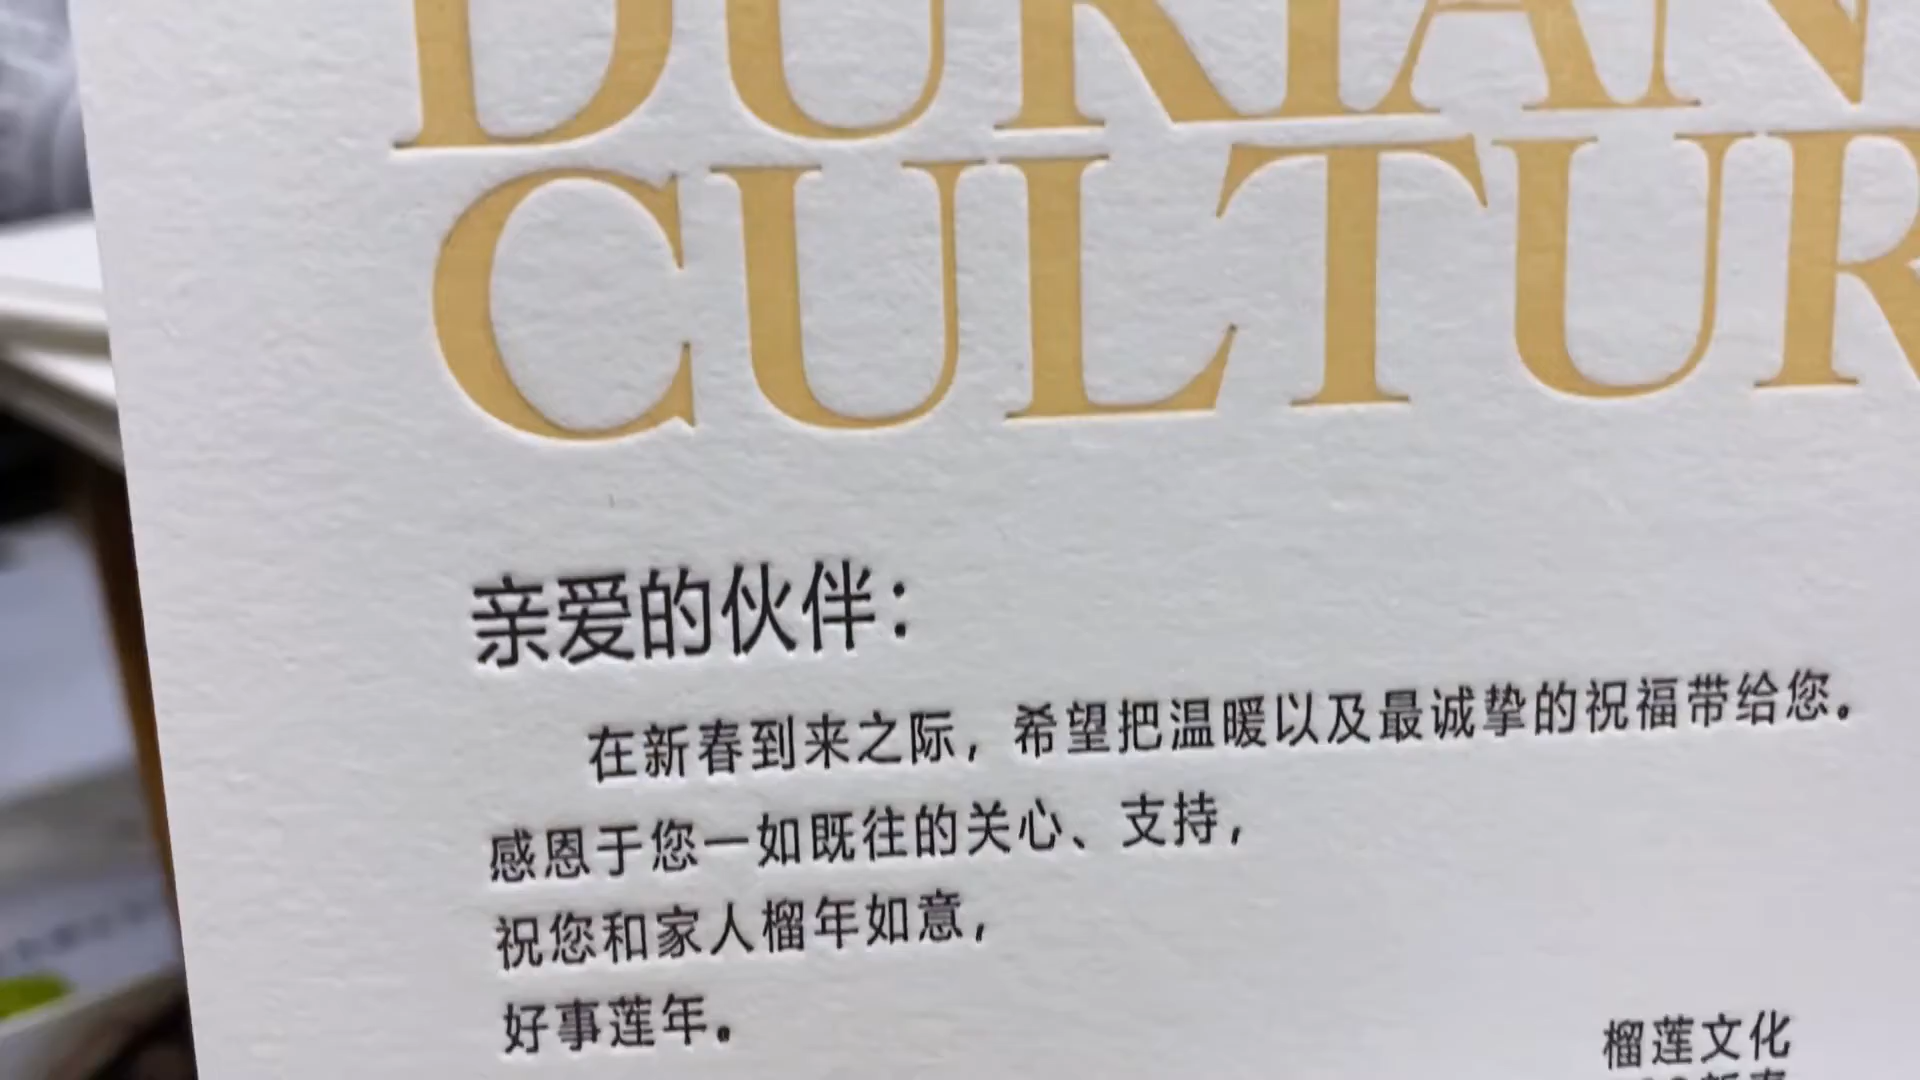 DURIAN
CULTUR
亲爱的伙伴：
在新春到来之际，希望把温暖以及最诚挚的祝福带给您。
感恩于您一如既往的关心、支持，
祝您和家人榴年如意，
好事莲年。
榴莲文化